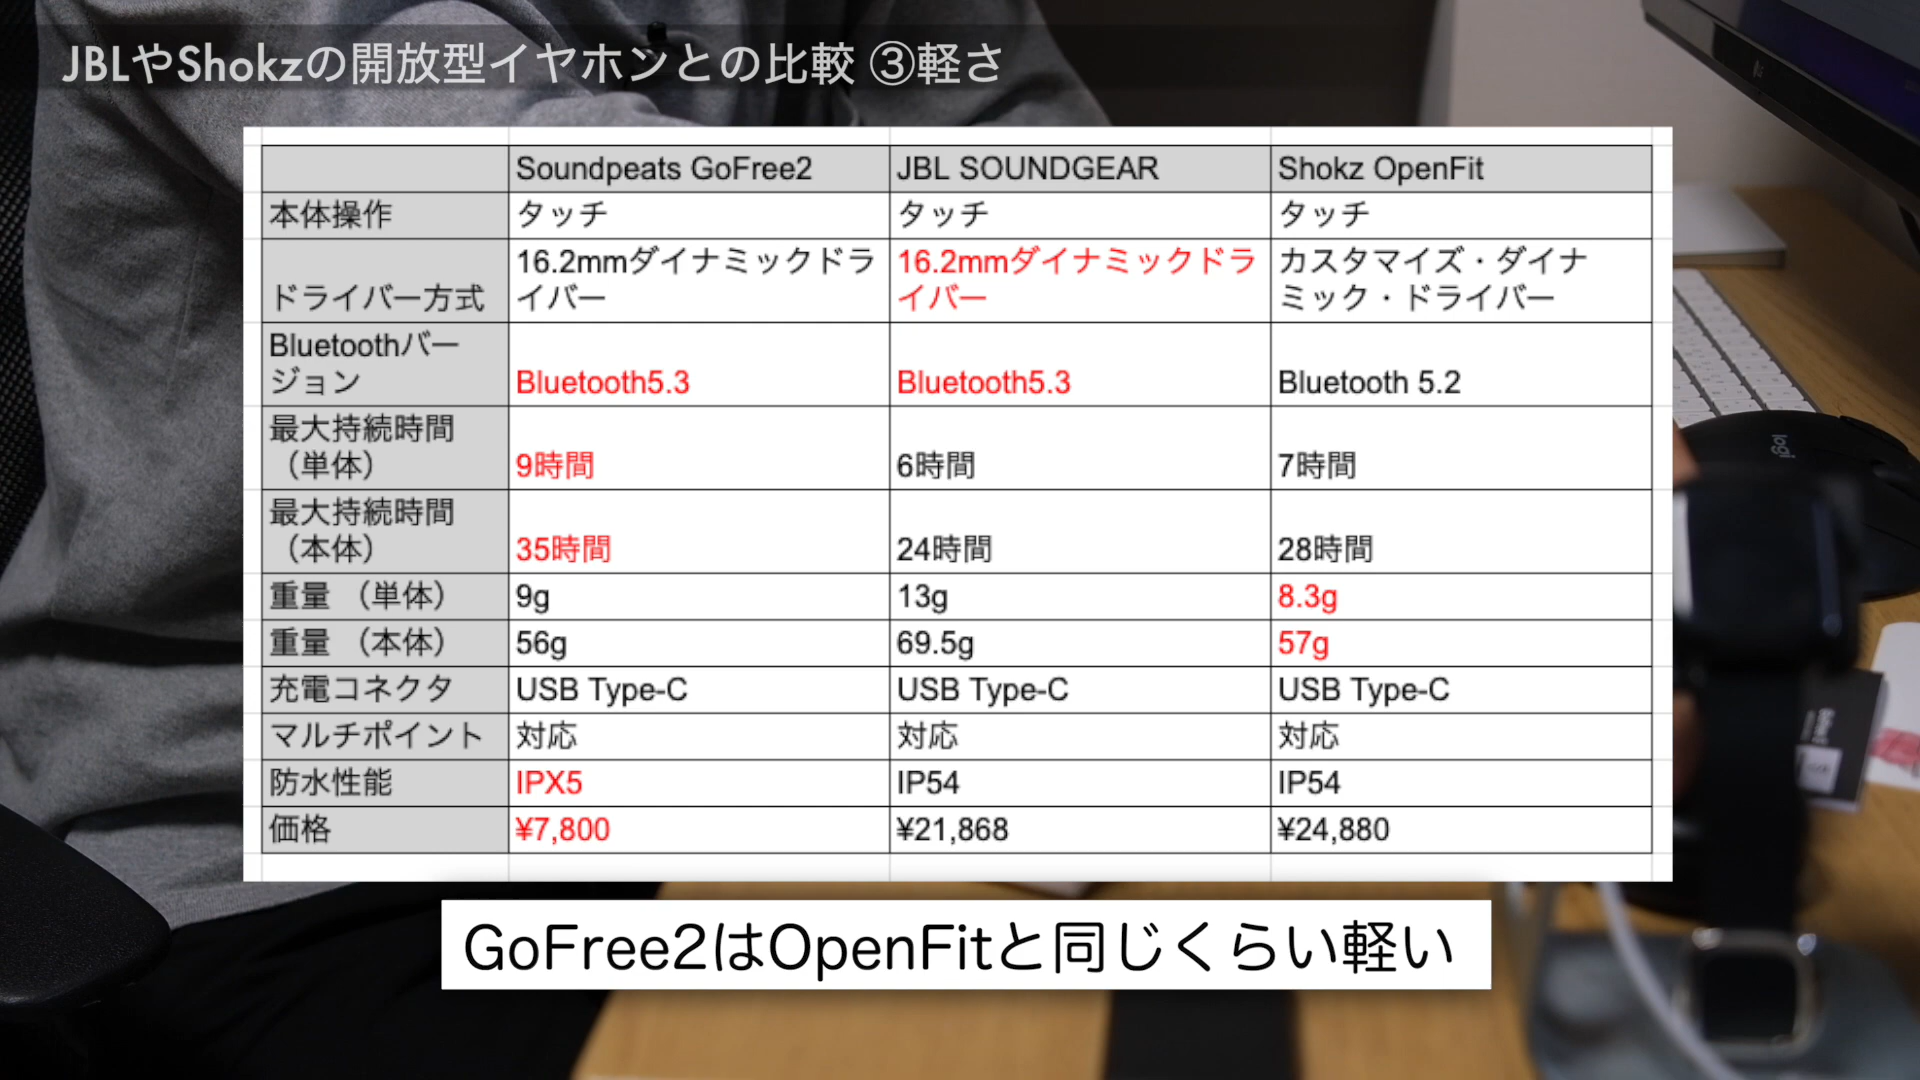 JBLやShokzの開放型イヤホンとの比較 ③軽さ
Soundpeats GoFree2 JBL SOUNDGEAR Shokz OpenFit
本体操作 タッチ タッチ タッチ
ドライバー方式 16.2mmダイナミックドライバー 16.2mmダイナミックドライバー カスタマイズ・ダイナミック・ドライバー
Bluetoothバージョン Bluetooth5.3 Bluetooth5.3 Bluetooth 5.2
最大持続時間（単体） 9時間 6時間 7時間
最大持続時間（本体） 35時間 24時間 28時間
重量 （単体） 9g 13g 8.3g
重量 （本体） 56g 69.5g 57g
充電コネクタ USB Type-C USB Type-C USB Type-C
マルチポイント 対応 対応 対応
防水性能 IPX5 IP54 IP54
価格 ¥7,800 ¥21,868 ¥24,880
logi
GoFree2はOpenFitと同じくらい軽い